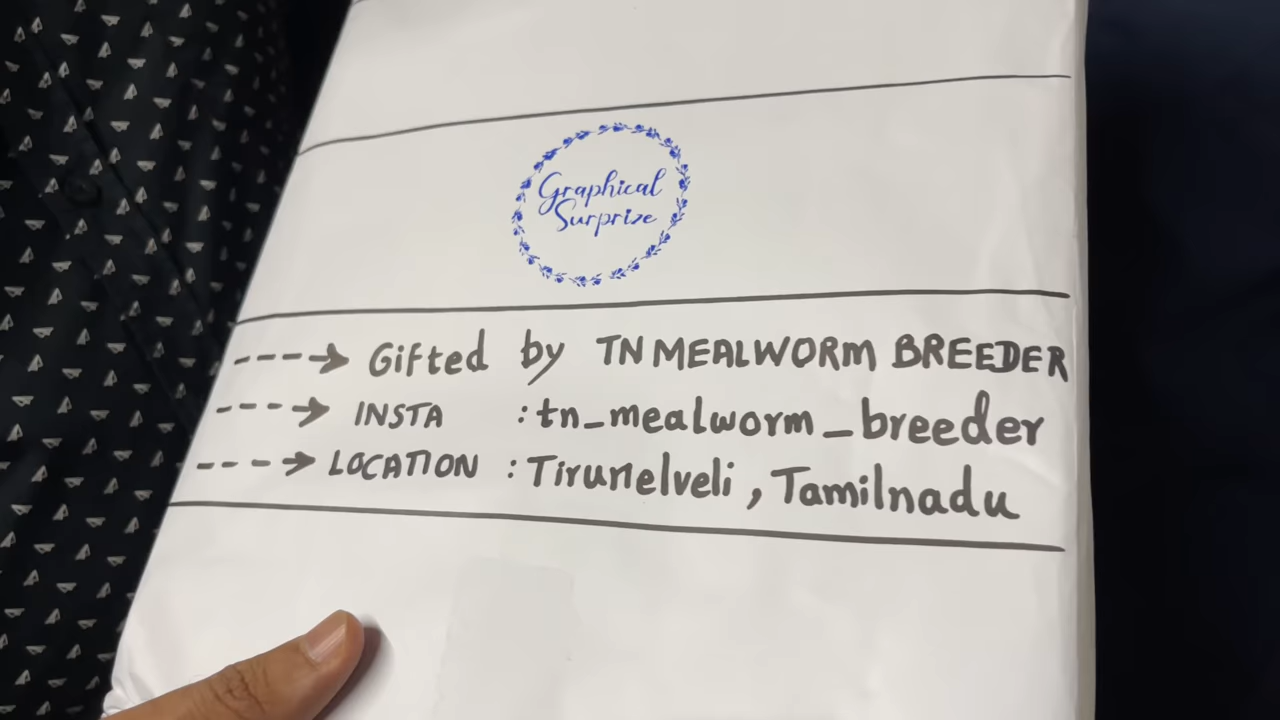 Graphical
Surprize
Gifted by TN MEALWORM BREEDER
INSTA : tn_mealworm_breeder
LOCATION : Tirunelveli, Tamilnadu